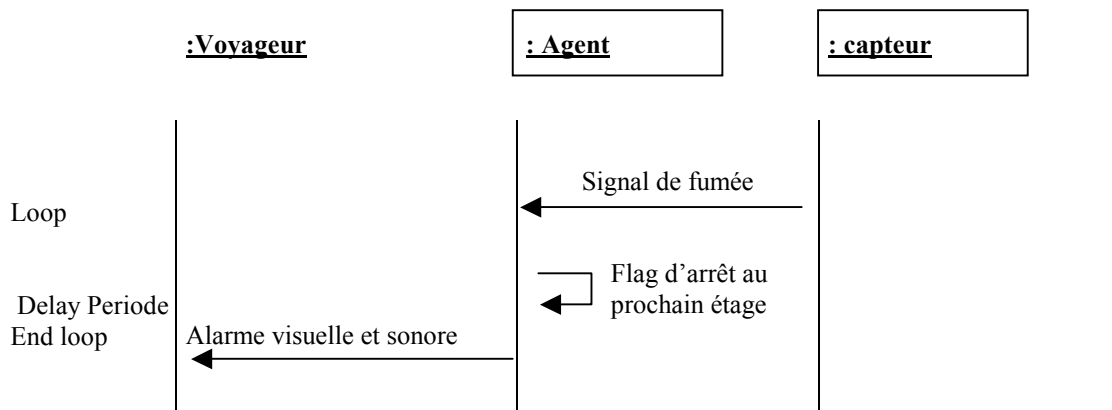 :Voyageur
: Agent
: capteur
Signal de fumée
Loop
Flag d'arrêt au
prochain étage
Delay Periode
End loop
Alarme visuelle et sonore